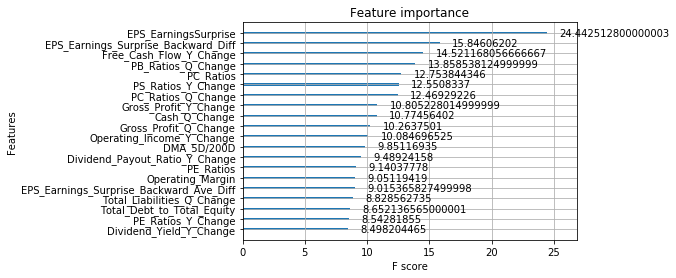 Feature importance
EPS_EarningsSurprise 24.442512800000003
EPS_Earnings_Surprise_Backward_Diff 15.84606202
Free_Cash_Flow_Y_Change 14.521168056666667
PB_Ratios_Q_Change 13.858538124999999
PC_Ratios 12.753844346
PS_Ratios_Y_Change 12.5508337
PC_Ratios_Q_Change 12.46929226
Gross_Profit_Y_Change 10.805228014999999
Cash_Q_Change 10.77456402
Gross_Profit_Q_Change 10.2637501
Operating_Income_Y_Change 10.084696525
DMA_5D/200D 9.85116935
Dividend_Payout_Ratio_Y_Change 9.48924158
PE_Ratios 9.14037778
Operating_Margin 9.05119419
EPS_Earnings_Surprise_Backward_Ave_Diff 9.015365827499998
Total_Liabilities_Q_Change 8.828562735
Total_Debt_to_Total_Equity 8.652136565000001
PE_Ratios_Y_Change 8.54281855
Dividend_Yield_Y_Change 8.498204465
Features
0 5 10 15 20 25
F score